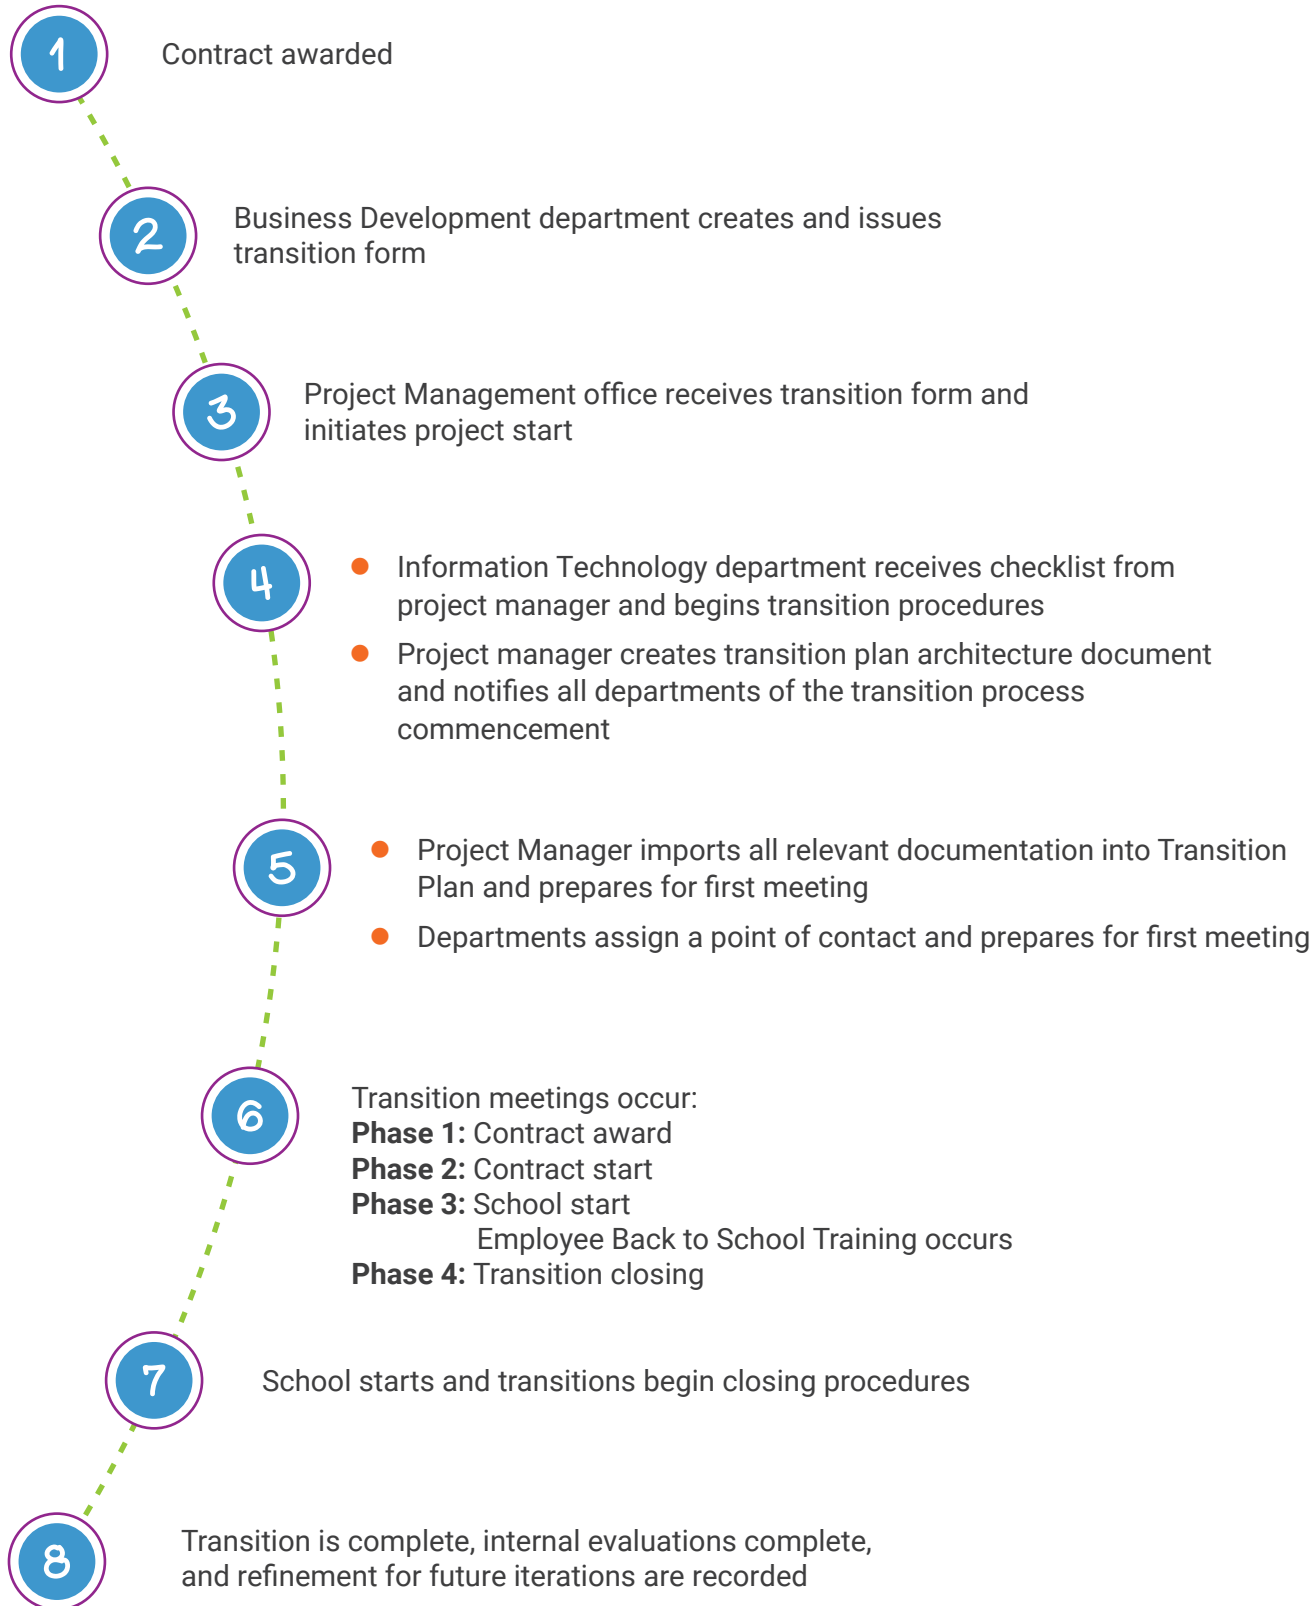 1
Contract awarded
2
Business Development department creates and issues
transition form
3
Project Management office receives transition form and
initiates project start
4
● Information Technology department receives checklist from
project manager and begins transition procedures
● Project manager creates transition plan architecture document
and notifies all departments of the transition process
commencement
5
● Project Manager imports all relevant documentation into Transition
Plan and prepares for first meeting
● Departments assign a point of contact and prepares for first meeting
6
Transition meetings occur:
Phase 1: Contract award
Phase 2: Contract start
Phase 3: School start
Employee Back to School Training occurs
Phase 4: Transition closing
7
School starts and transitions begin closing procedures
8
Transition is complete, internal evaluations complete,
and refinement for future iterations are recorded